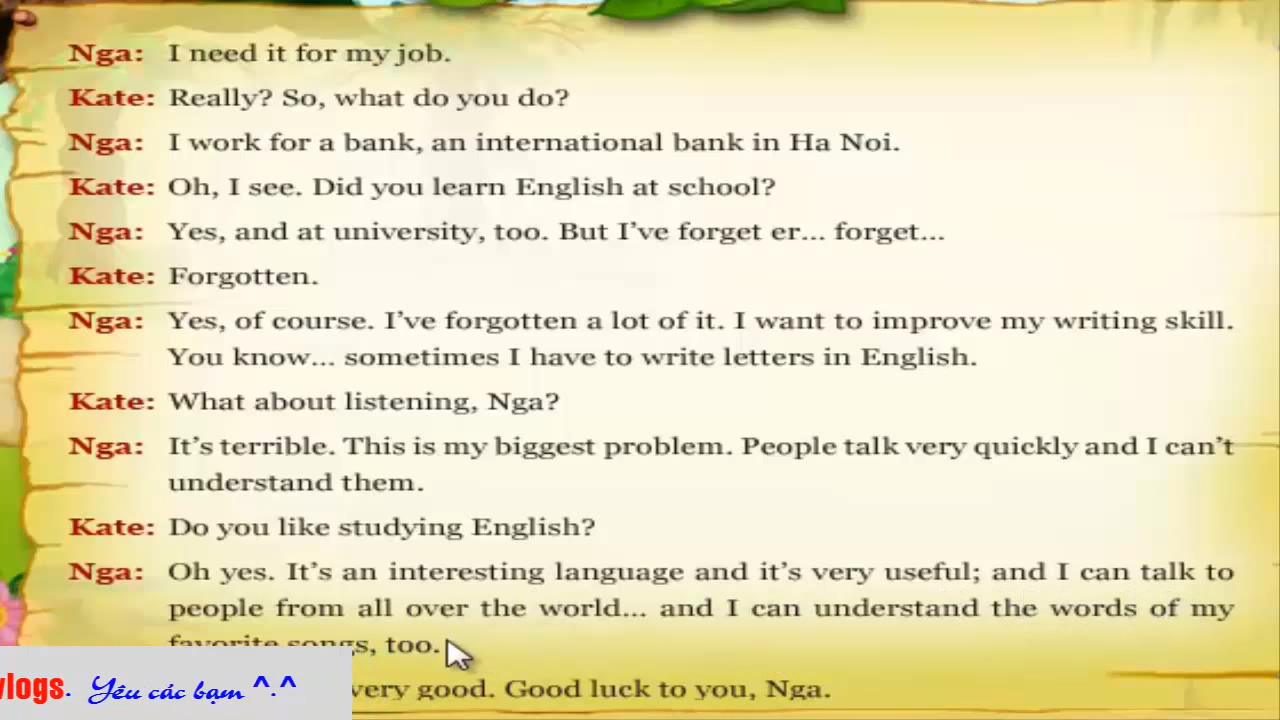 Nga: I need it for my job.
Kate: Really? So, what do you do?
Nga: I work for a bank, an international bank in Ha Noi.
Kate: Oh, I see. Did you learn English at school?
Nga: Yes, and at university, too. But I've forget er... forget...
Kate: Forgotten.
Nga: Yes, of course. I've forgotten a lot of it. I want to improve my writing skill.
You know... sometimes I have to write letters in English.
Kate: What about listening, Nga?
Nga: It's terrible. This is my biggest problem. People talk very quickly and I can't
understand them.
Kate: Do you like studying English?
Nga: Oh yes. It's an interesting language and it's very useful; and I can talk to
people from all over the world... and I can understand the words of my
favorite songs, too.
very good. Good luck to you, Nga.
vlogs. Yêu các bạm ^.^